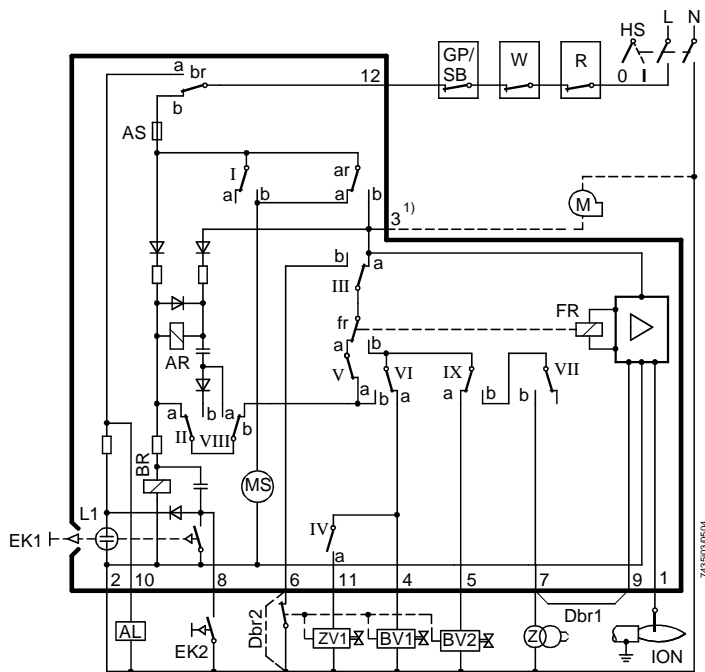 HS L N
a br 12 GP/ SB W R 0 I
b
AS
I ar
a b a b
3 1)
M
b a
III
fr FR
a b
V VI IX VII
AR
a b a b a b b
a b a b
II VIII
BR
MS
L1
IV
EK1
a
2 10 8 6 11 4 5 7 9 1
Dbr2 Dbr1
AL ZV1 BV1 BV2 Z
EK2 ION
7435f03/0504